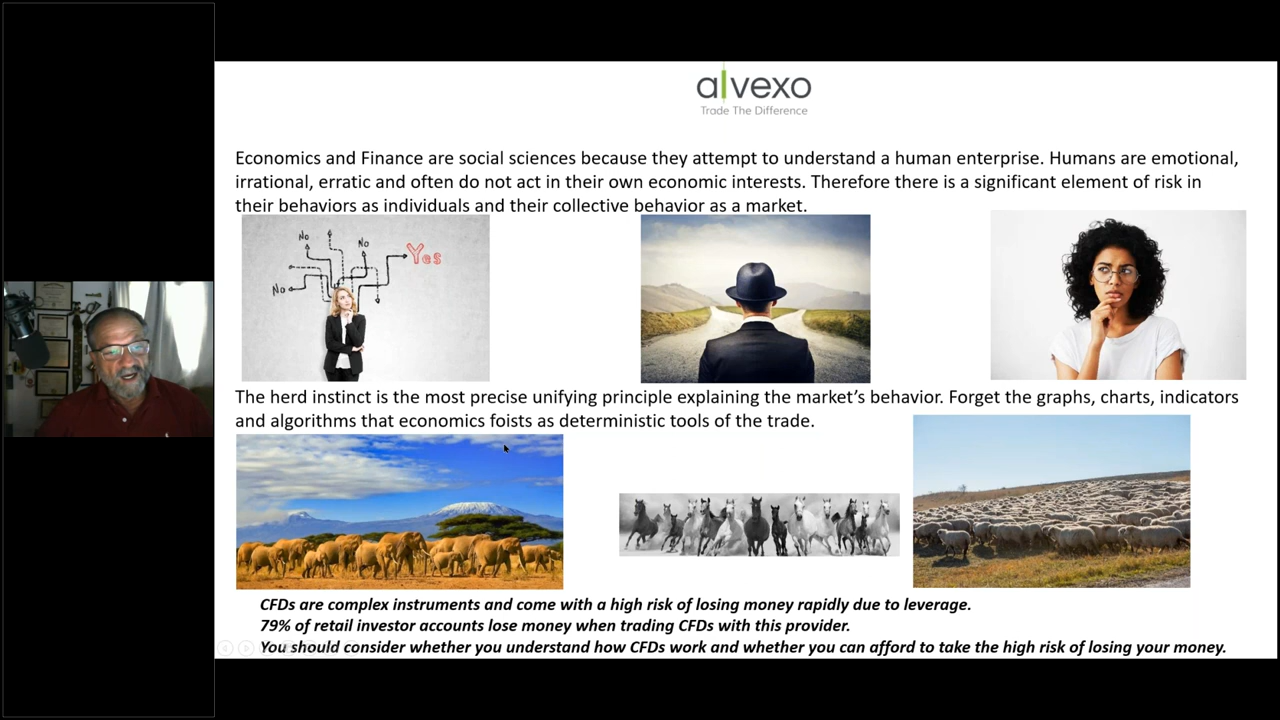 alvexo
Trade The Difference
Economics and Finance are social sciences because they attempt to understand a human enterprise. Humans are emotional,
irrational, erratic and often do not act in their own economic interests. Therefore there is a significant element of risk in
their behaviors as individuals and their collective behavior as a market.
No
No
Yes
No
The herd instinct is the most precise unifying principle explaining the market’s behavior. Forget the graphs, charts, indicators
and algorithms that economics foists as deterministic tools of the trade.
CFDs are complex instruments and come with a high risk of losing money rapidly due to leverage.
79% of retail investor accounts lose money when trading CFDs with this provider.
You should consider whether you understand how CFDs work and whether you can afford to take the high risk of losing your money.